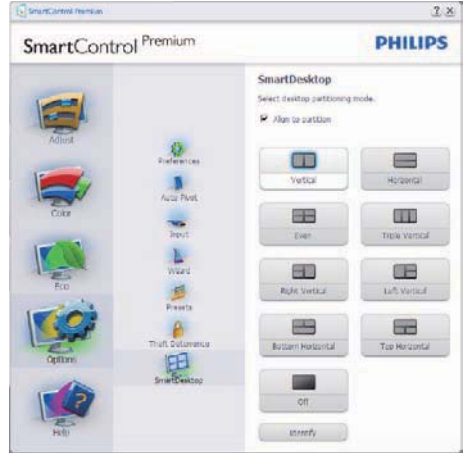 SmartControl Premium
SmartControl Premium
PHILIPS
Adjust
Color
Eco
Options
Help
Preferences
Auto Pivot
Input
Wizard
Presets
Theft Deterrence
SmartDesktop
SmartDesktop
Select desktop partitioning mode.
Align to partition
Vertical
Horizontal
Even
Triple Vertical
Right Vertical
Left Vertical
Bottom Horizontal
Top Horizontal
Off
Identify